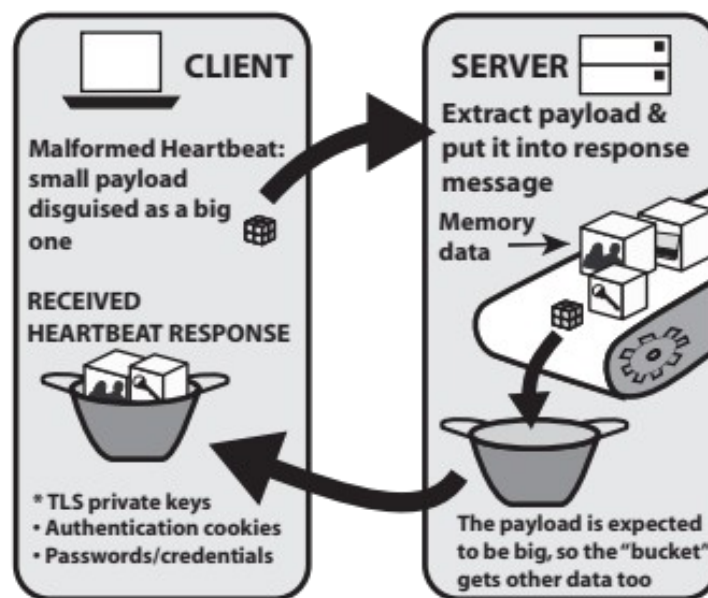 CLIENT
Malformed Heartbeat:
small payload
disguised as a big
one
RECEIVED
HEARTBEAT RESPONSE
* TLS private keys
• Authentication cookies
• Passwords/credentials
SERVER
Extract payload &
put it into response
message
Memory
data
The payload is expected
to be big, so the “bucket”
gets other data too